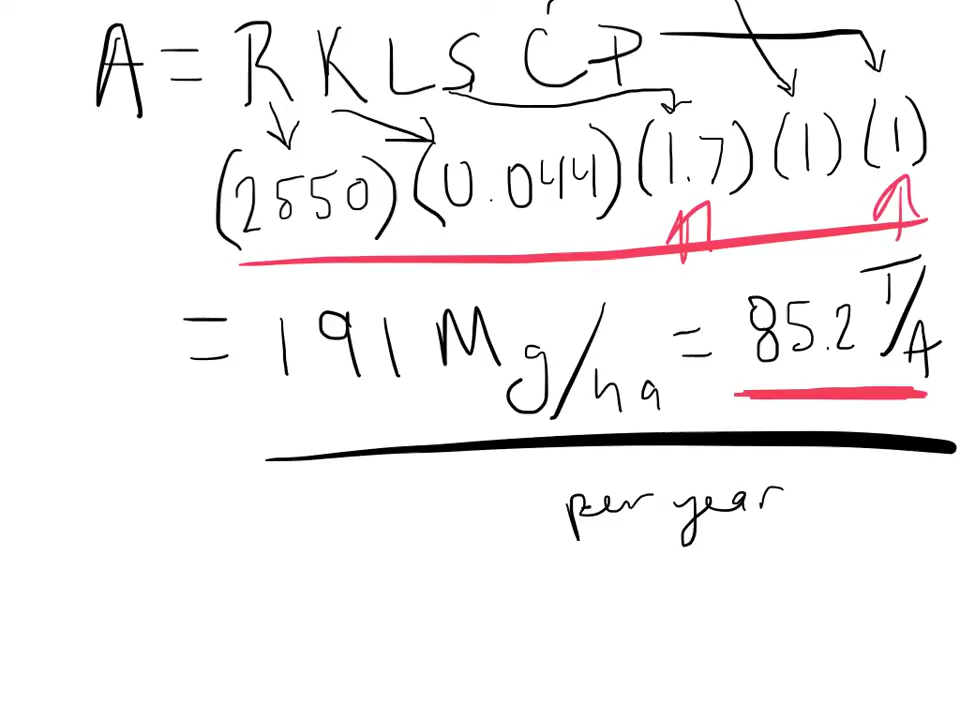 A = R K L S C P
(2550) (0.044) (1.7) (1) (1)
= 191 Mg/ha = 85.2 T/A
per year